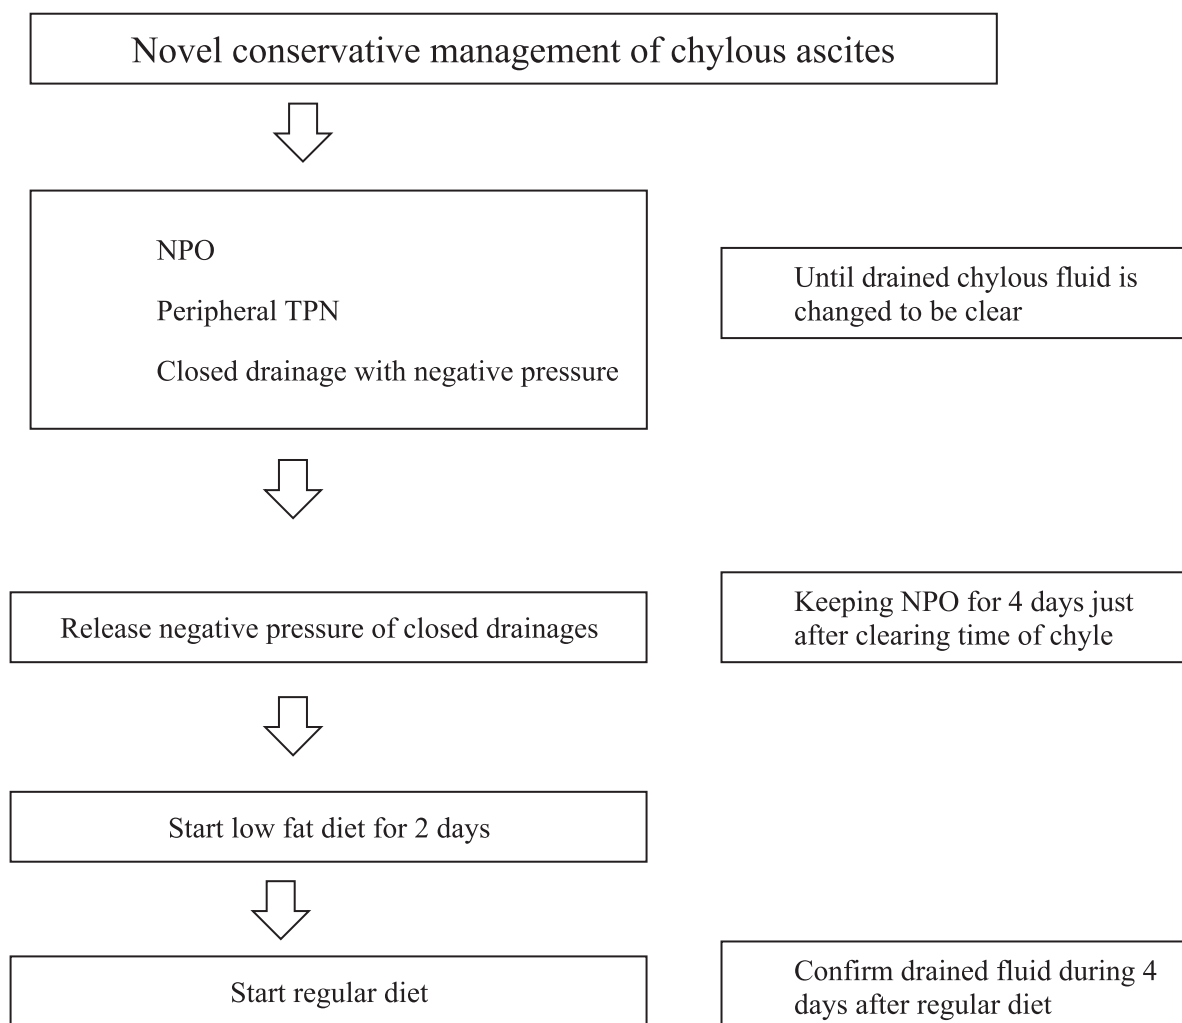 Novel conservative management of chylous ascites
NPO
Peripheral TPN
Closed drainage with negative pressure
Until drained chylous fluid is
changed to be clear
Release negative pressure of closed drainages
Keeping NPO for 4 days just
after clearing time of chyle
Start low fat diet for 2 days
Start regular diet
Confirm drained fluid during 4
days after regular diet